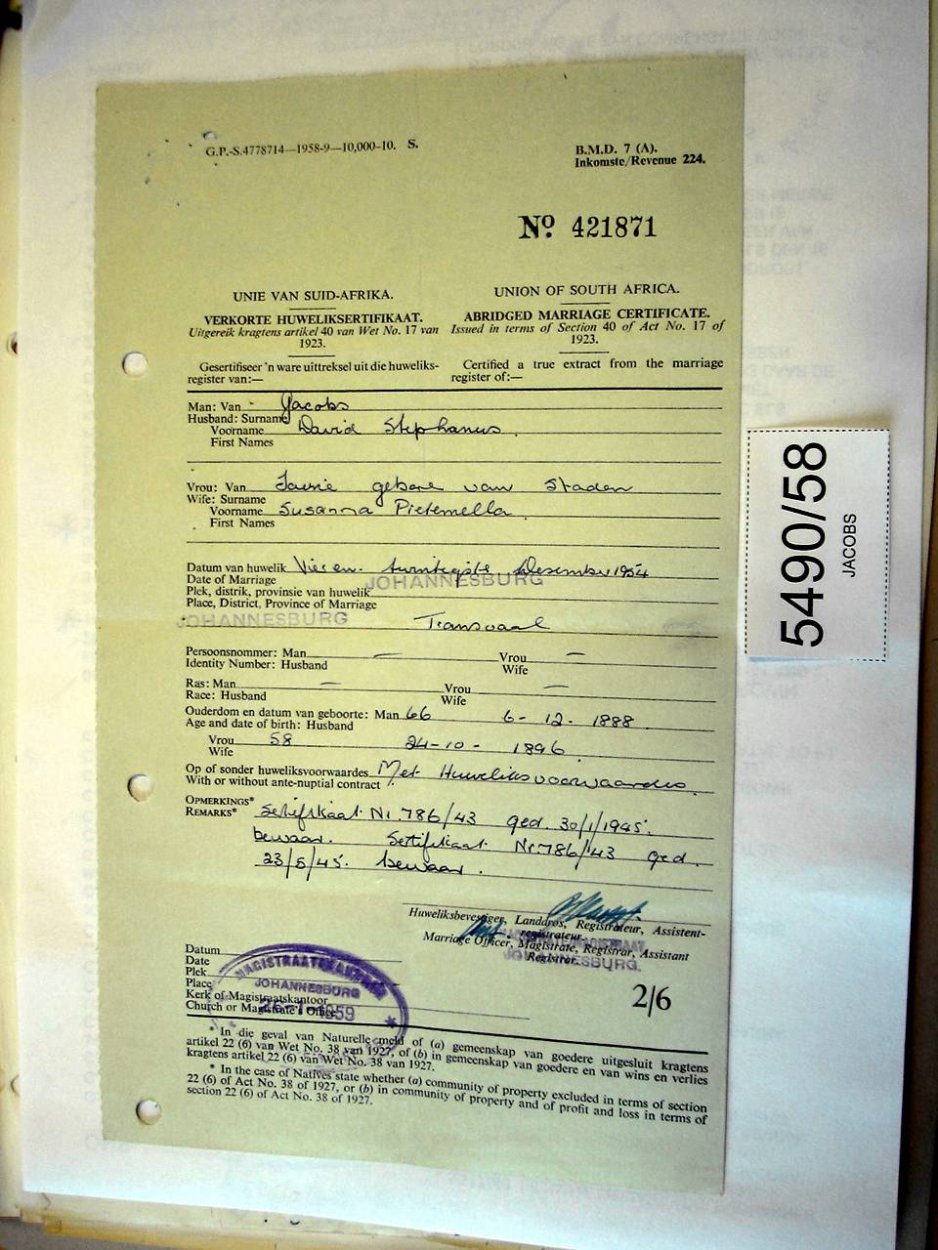 G.P.-S.4778714—1958-9—10,000-10. S.
B.M.D. 7 (A).
Inkomste/Revenue 224.
Nº 421871
UNIE VAN SUID-AFRIKA.
VERKORTE HUWELIKSERTIFIKAAT.
Uitgereik kragtens artikel 40 van Wet No. 17 van
1923.
Gesertifiseer 'n ware uittreksel uit die huweliks-
register van:—
UNION OF SOUTH AFRICA.
ABRIDGED MARRIAGE CERTIFICATE.
Issued in terms of Section 40 of Act No. 17 of
1923.
Certified a true extract from the marriage
register of:—
Man: Van Jacobs
Husband: Surname
Voorname David Stephanus
First Names
Vrou: Van gebore van Staden
Wife: Surname
Voorname Susanna
First Names
Datum van huwelik Vier en twintigste Desember 1954
Date of Marriage JOHANNESBURG
Plek, distrik, provinsie van huwelik
Place, District, Province of Marriage
JOHANNESBURG Transvaal
Persoonsnommer: Man — Vrou —
Identity Number: Husband Wife
Ras: Man — Vrou —
Race: Husband Wife
Ouderdom en datum van geboorte: Man 66 6-12-1888
Age and date of birth: Husband
Vrou 58 24-10-1896
Wife
Op of sonder huweliksvoorwaardes Met Huweliksvoorwaardes
With or without ante-nuptial contract
OPMERKINGS* Sertifikaat Nr. 786/43 ged. 30/1/1945.
REMARKS*
bewaar. Sertifikaat Nr. 786/43 ged.
23/5/45. bewaar.
Huweliksbevestiger, Landdros, Registrateur, Assistent-
registrateur.
Marriage Officer, Magistrate, Registrar, Assistant
Registrar.
JOHANNESBURG.
Datum
Date
Plek
Place
Kerk of Magistraatskantoor
Church or Magistrate's Office
MAGISTRAATSKANTOOR
JOHANNESBURG
-1-1959
2/6
* In die geval van Naturelle meld of (a) gemeenskap van goedere uitgesluit kragtens
artikel 22 (6) van Wet No. 38 van 1927, of (b) in gemeenskap van goedere en van wins en verlies
kragtens artikel 22 (6) van Wet No. 38 van 1927.
* In the case of Natives state whether (a) community of property excluded in terms of section
22 (6) of Act No. 38 of 1927, or (b) in community of property and of profit and loss in terms of
section 22 (6) of Act No. 38 of 1927.
5490/58
JACOBS